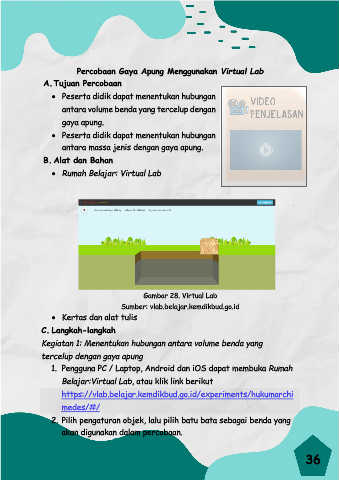 Percobaan Gaya Apung Menggunakan Virtual Lab
A. Tujuan Percobaan
• Peserta didik dapat menentukan hubungan
antara volume benda yang tercelup dengan
gaya apung.
• Peserta didik dapat menentukan hubungan
antara massa jenis dengan gaya apung.
VIDEO
PENJELASAN
B. Alat dan Bahan
• Rumah Belajar: Virtual Lab
Gambar 28. Virtual Lab
Sumber: vlab.belajar.kemdikbud.go.id
• Kertas dan alat tulis
C. Langkah-langkah
Kegiatan 1: Menentukan hubungan antara volume benda yang
tercelup dengan gaya apung
1. Pengguna PC / Laptop, Android dan iOS dapat membuka Rumah
Belajar:Virtual Lab, atau klik link berikut
https://vlab.belajar.kemdikbud.go.id/experiments/hukumarchi
medes/#/
2. Pilih pengaturan objek, lalu pilih batu bata sebagai benda yang
akan digunakan dalam percobaan.
36